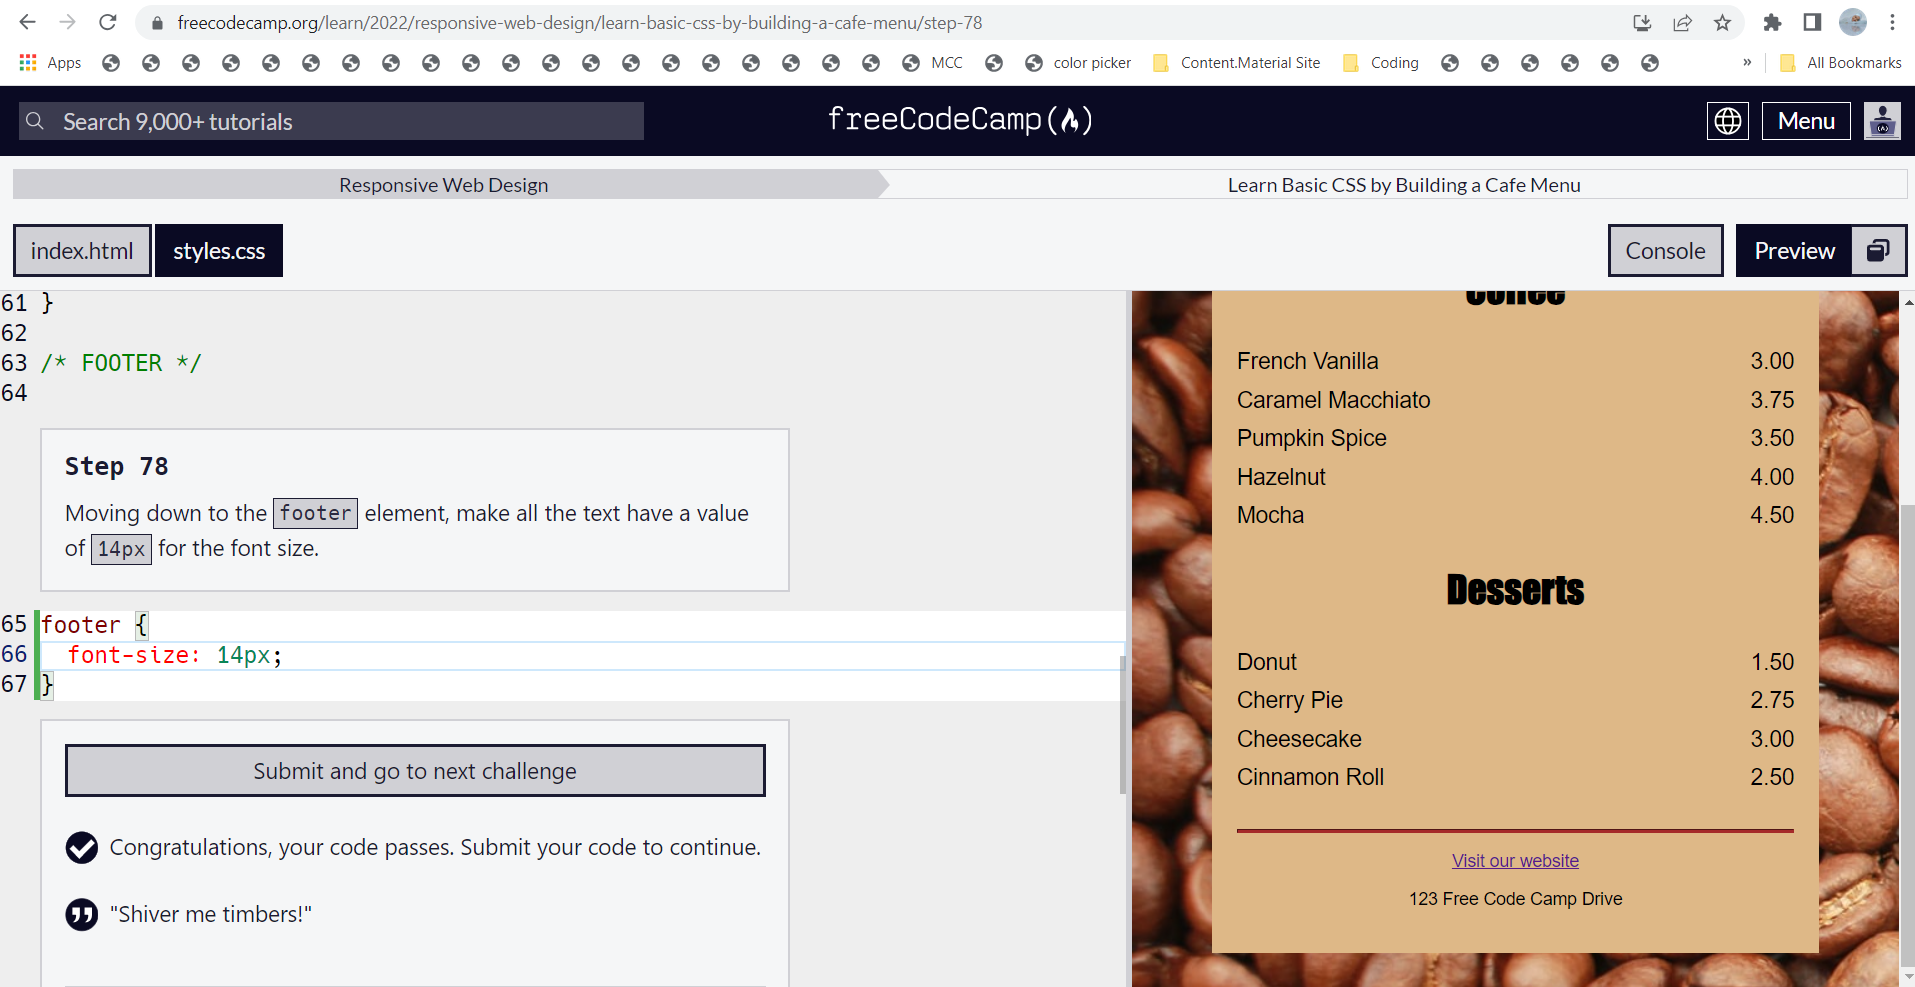 freecodecamp.org/learn/2022/responsive-web-design/learn-basic-css-by-building-a-cafe-menu/step-78
Apps MCC color picker Content.Material Site Coding » All Bookmarks
Search 9,000+ tutorials freeCodeCamp(🔥) Menu
Responsive Web Design Learn Basic CSS by Building a Cafe Menu
index.html styles.css Console Preview
61 }
62
63 /* FOOTER */
64
Step 78
Moving down to the footer element, make all the text have a value
of 14px for the font size.
65 footer {
66 font-size: 14px;
67 }
Submit and go to next challenge
Congratulations, your code passes. Submit your code to continue.
"Shiver me timbers!"
Coffee
French Vanilla 3.00
Caramel Macchiato 3.75
Pumpkin Spice 3.50
Hazelnut 4.00
Mocha 4.50
Desserts
Donut 1.50
Cherry Pie 2.75
Cheesecake 3.00
Cinnamon Roll 2.50
Visit our website
123 Free Code Camp Drive